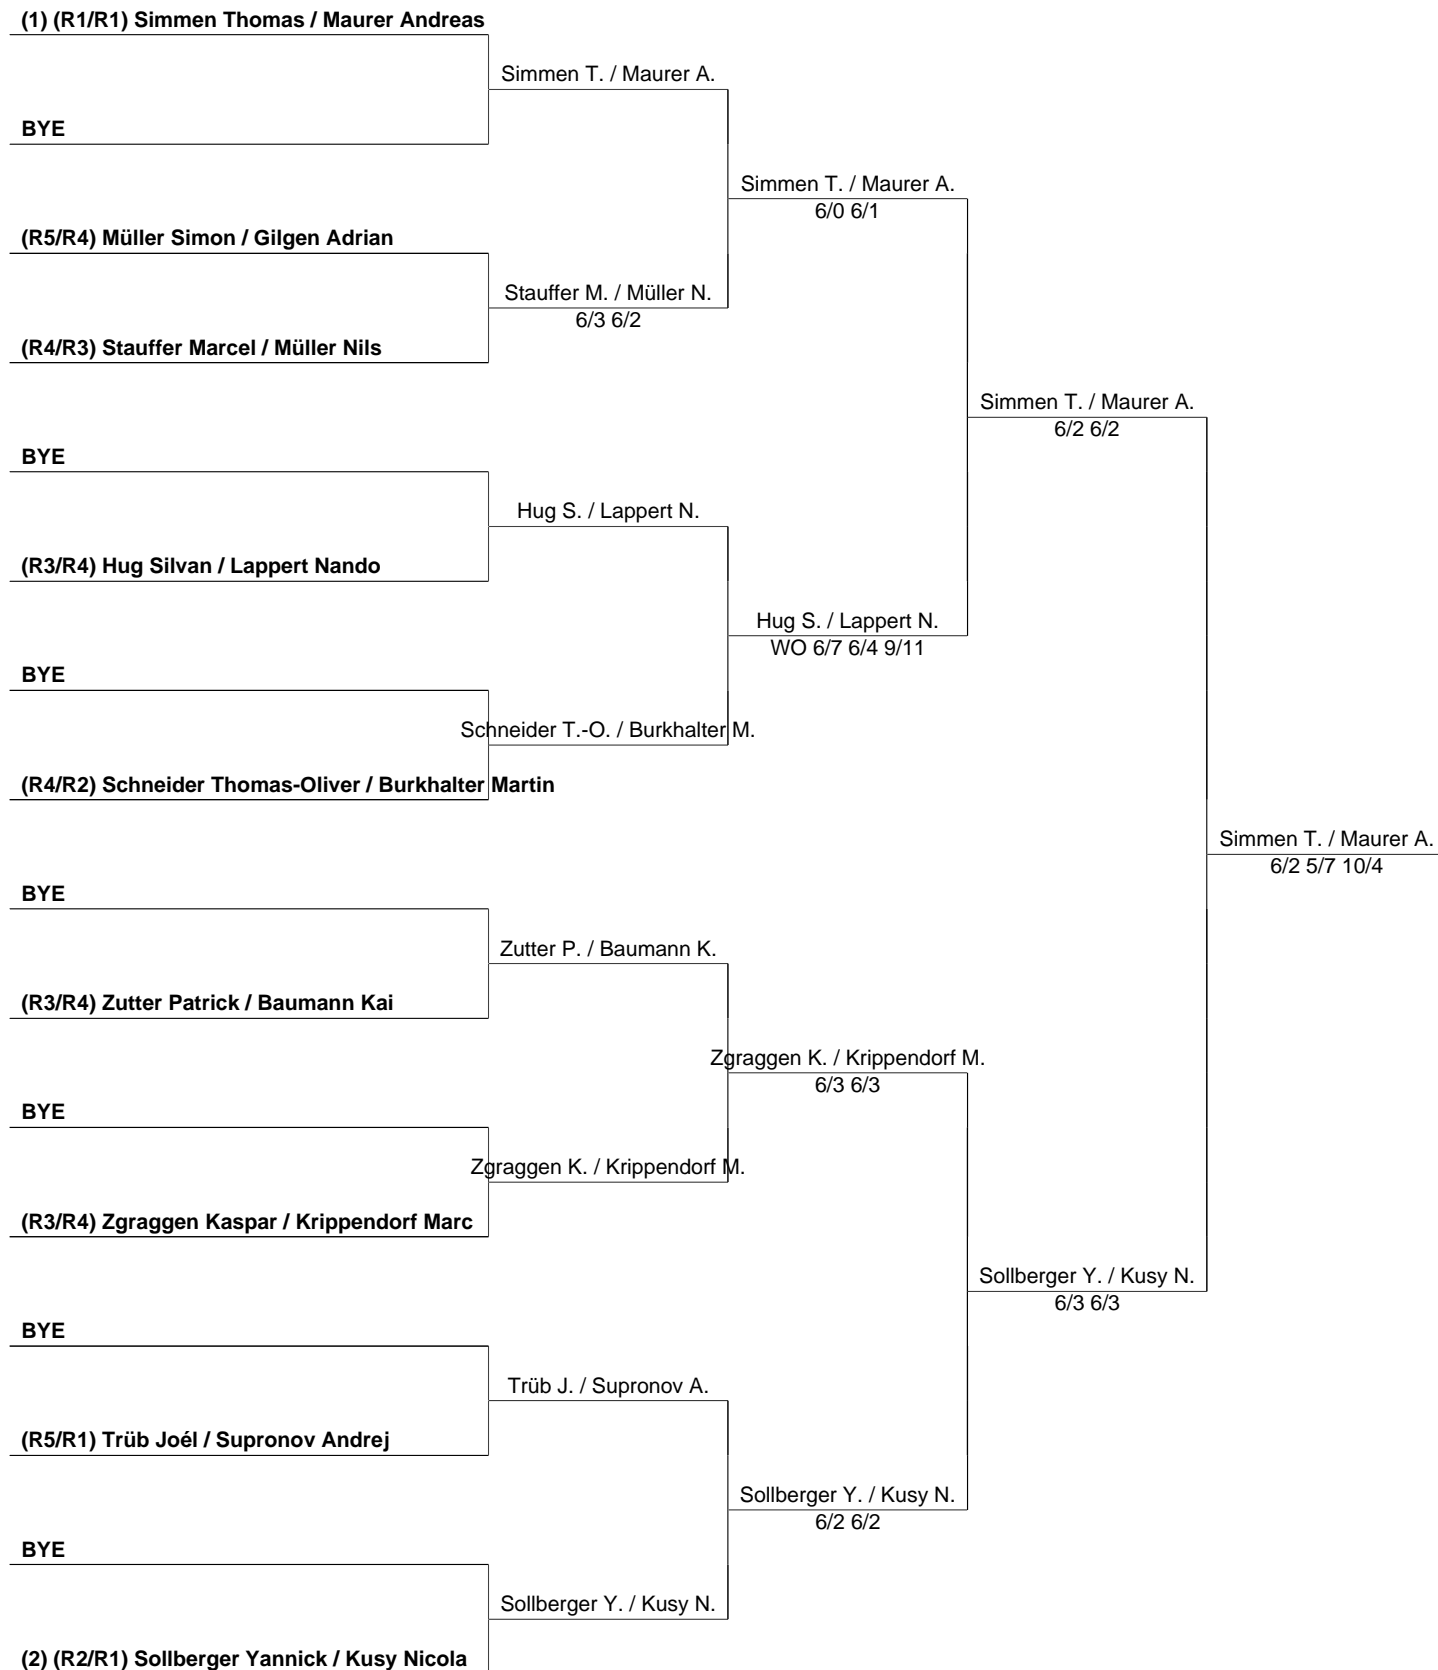 (1) (R1/R1) Simmen Thomas / Maurer Andreas
Simmen T. / Maurer A.
BYE
Simmen T. / Maurer A.
6/0 6/1
(R5/R4) Müller Simon / Gilgen Adrian
Stauffer M. / Müller N.
6/3 6/2
(R4/R3) Stauffer Marcel / Müller Nils
Simmen T. / Maurer A.
6/2 6/2
BYE
Hug S. / Lappert N.
(R3/R4) Hug Silvan / Lappert Nando
Hug S. / Lappert N.
WO 6/7 6/4 9/11
BYE
Schneider T.-O. / Burkhalter M.
(R4/R2) Schneider Thomas-Oliver / Burkhalter Martin
Simmen T. / Maurer A.
6/2 5/7 10/4
BYE
Zutter P. / Baumann K.
(R3/R4) Zutter Patrick / Baumann Kai
Zgraggen K. / Krippendorf M.
6/3 6/3
BYE
Zgraggen K. / Krippendorf M.
(R3/R4) Zgraggen Kaspar / Krippendorf Marc
Sollberger Y. / Kusy N.
6/3 6/3
BYE
Trüb J. / Supronov A.
(R5/R1) Trüb Joél / Supronov Andrej
Sollberger Y. / Kusy N.
6/2 6/2
BYE
Sollberger Y. / Kusy N.
(2) (R2/R1) Sollberger Yannick / Kusy Nicola